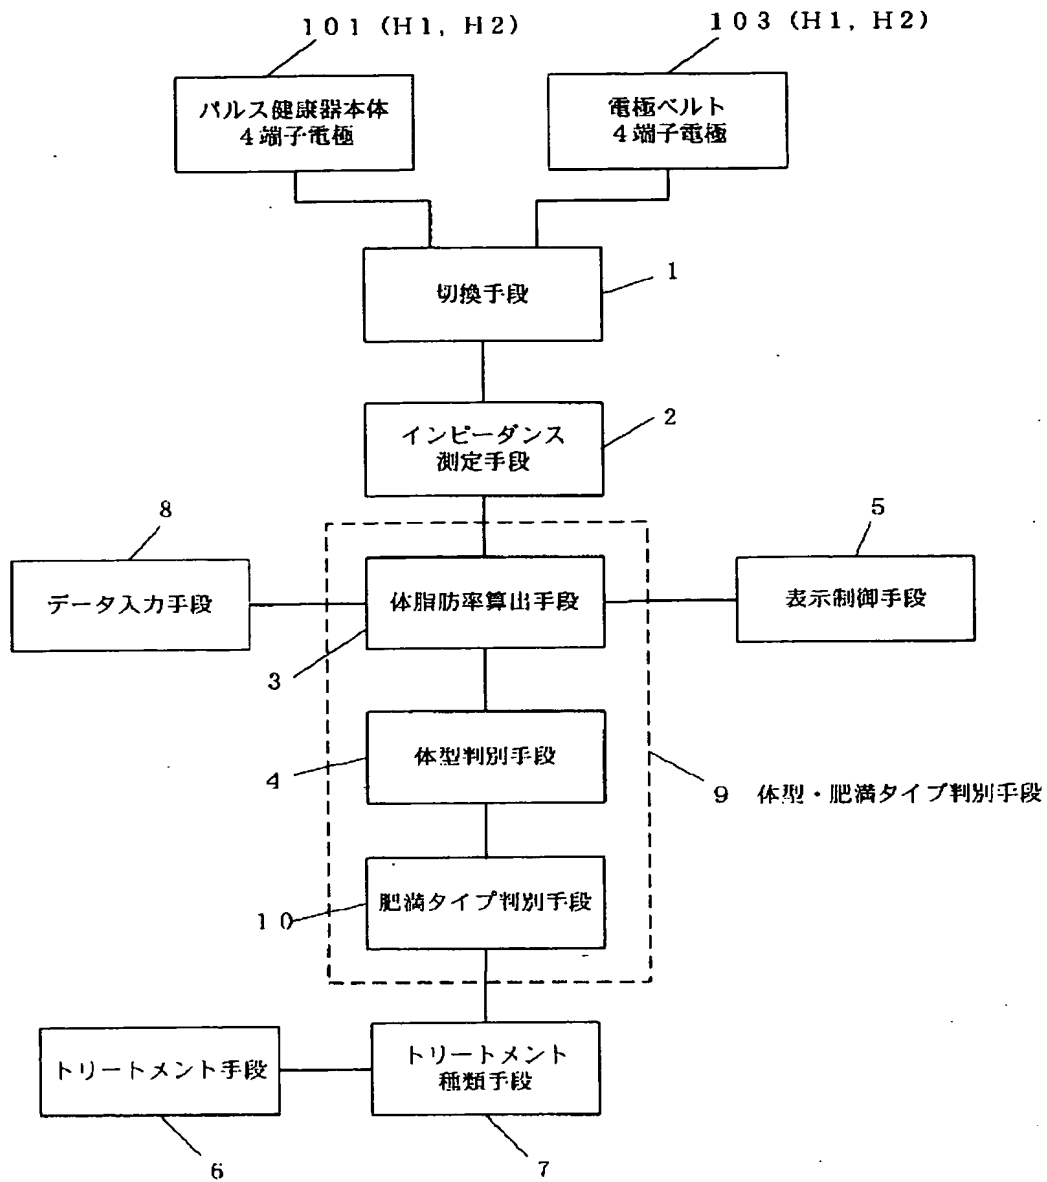 １０１（H１，H２）
１０３（H１，H２）
パルス健康器本体
４端子電極
電極ベルト
４端子電極
切換手段
１
インピーダンス
測定手段
２
８
５
データ入力手段
体脂肪率算出手段
表示制御手段
３
体型判別手段
４
９　体型・肥満タイプ判別手段
肥満タイプ判別手段
１０
トリートメント手段
トリートメント
種類手段
６
７